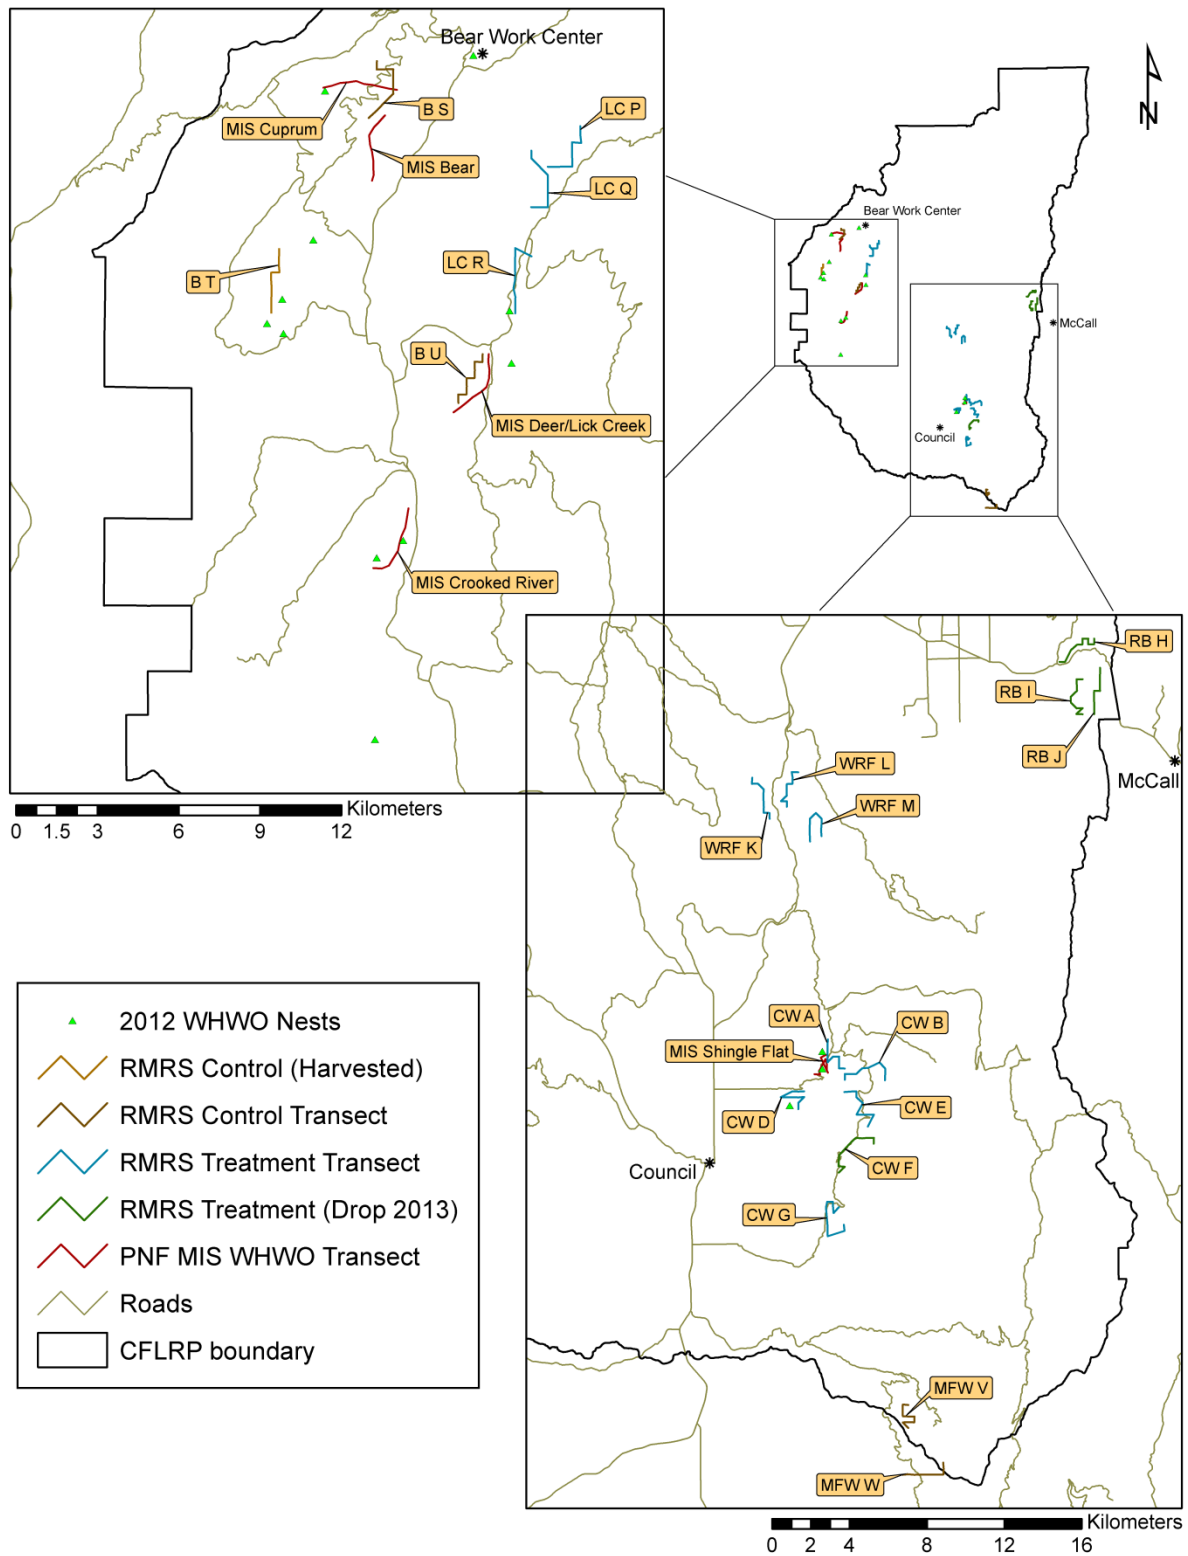 Bear Work Center
MIS Cuprum
B S
LC P
MIS Bear
LC Q
B T
LC R
B U
MIS Deer/Lick Creek
MIS Crooked River
Kilometers
0 1.5 3 6 9 12
N
Bear Work Center
McCall
Council
RB H
RB I
RB J
McCall
WRF L
WRF M
WRF K
CW A
CW B
MIS Shingle Flat
CW D
CW E
CW F
Council
CW G
MFW V
MFW W
Kilometers
0 2 4 8 12 16
2012 WHWO Nests
RMRS Control (Harvested)
RMRS Control Transect
RMRS Treatment Transect
RMRS Treatment (Drop 2013)
PNF MIS WHWO Transect
Roads
CFLRP boundary